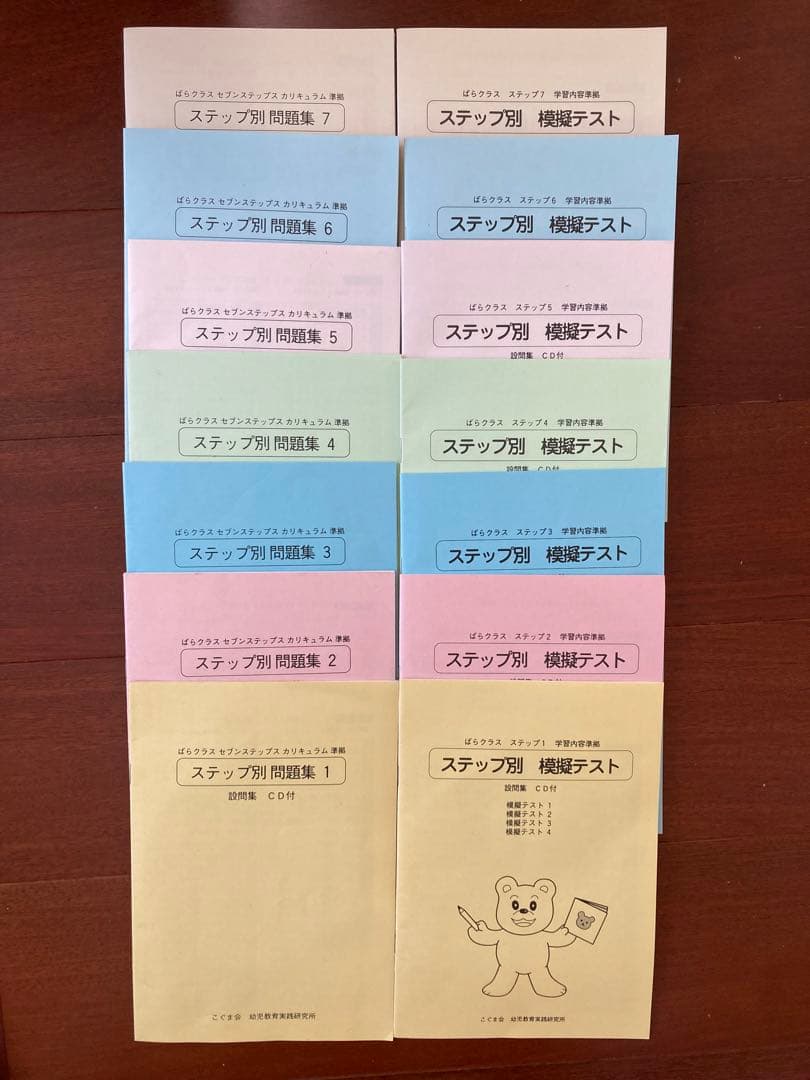 ばらクラス セブンステップス カリキュラム 準拠
ステップ別 問題集 7
ばらクラス セブンステップス カリキュラム 準拠
ステップ別 問題集 6
ばらクラス セブンステップス カリキュラム 準拠
ステップ別 問題集 5
ばらクラス セブンステップス カリキュラム 準拠
ステップ別 問題集 4
ばらクラス セブンステップス カリキュラム 準拠
ステップ別 問題集 3
ばらクラス セブンステップス カリキュラム 準拠
ステップ別 問題集 2
ばらクラス セブンステップス カリキュラム 準拠
ステップ別 問題集 1
設問集 CD付
こぐま会 幼児教育実践研究所
ばらクラス ステップ7 学習内容準拠
ステップ別 模擬テスト
ばらクラス ステップ6 学習内容準拠
ステップ別 模擬テスト
ばらクラス ステップ5 学習内容準拠
ステップ別 模擬テスト
設問集 CD付
ばらクラス ステップ4 学習内容準拠
ステップ別 模擬テスト
設問集 CD付
ばらクラス ステップ3 学習内容準拠
ステップ別 模擬テスト
ばらクラス ステップ2 学習内容準拠
ステップ別 模擬テスト
ばらクラス ステップ1 学習内容準拠
ステップ別 模擬テスト
設問集 CD付
模擬テスト 1
模擬テスト 2
模擬テスト 3
模擬テスト 4
こぐま会 幼児教育実践研究所